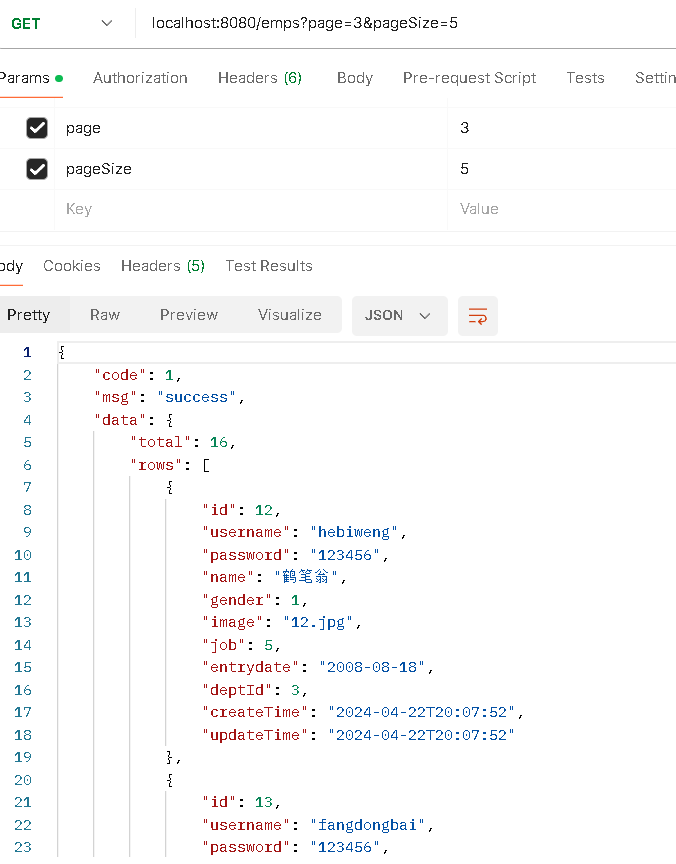 GET localhost:8080/emps?page=3&pageSize=5
Params Authorization Headers (6) Body Pre-request Script Tests Settin
page 3
pageSize 5
Key Value
ody Cookies Headers (5) Test Results
Pretty Raw Preview Visualize JSON
1 {
2 "code": 1,
3 "msg": "success",
4 "data": {
5 "total": 16,
6 "rows": [
7 {
8 "id": 12,
9 "username": "hebiweng",
10 "password": "123456",
11 "name": "鹤笔翁",
12 "gender": 1,
13 "image": "12.jpg",
14 "job": 5,
15 "entrydate": "2008-08-18",
16 "deptId": 3,
17 "createTime": "2024-04-22T20:07:52",
18 "updateTime": "2024-04-22T20:07:52"
19 },
20 {
21 "id": 13,
22 "username": "fangdongbai",
23 "password": "123456",